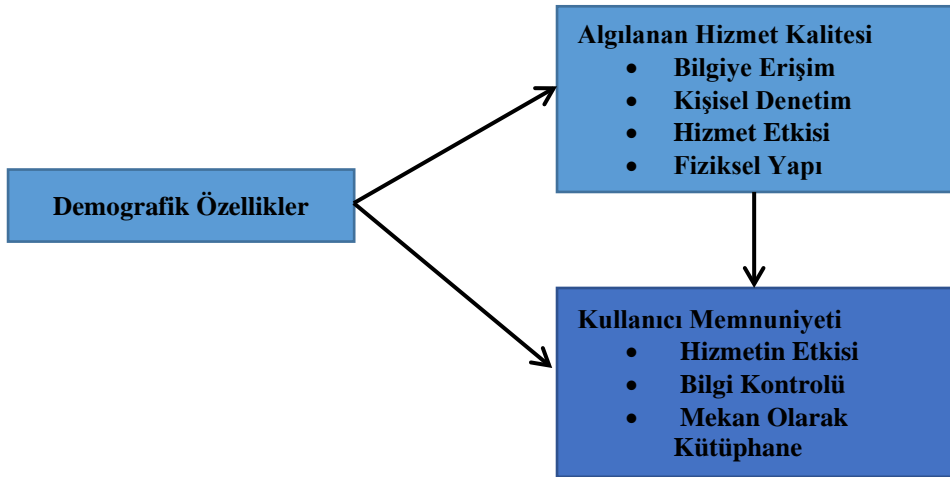 Algılanan Hizmet Kalitesi
• Bilgiye Erişim
• Kişisel Denetim
• Hizmet Etkisi
• Fiziksel Yapı
Demografik Özellikler
Kullanıcı Memnuniyeti
• Hizmetin Etkisi
• Bilgi Kontrolü
• Mekan Olarak
Kütüphane